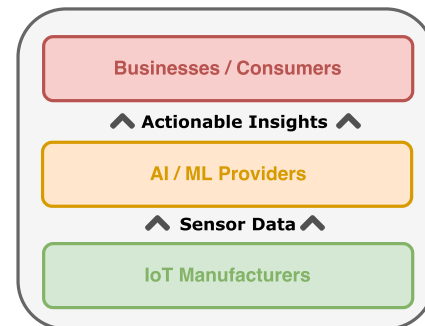 Businesses / Consumers
Actionable Insights
AI / ML Providers
Sensor Data
IoT Manufacturers